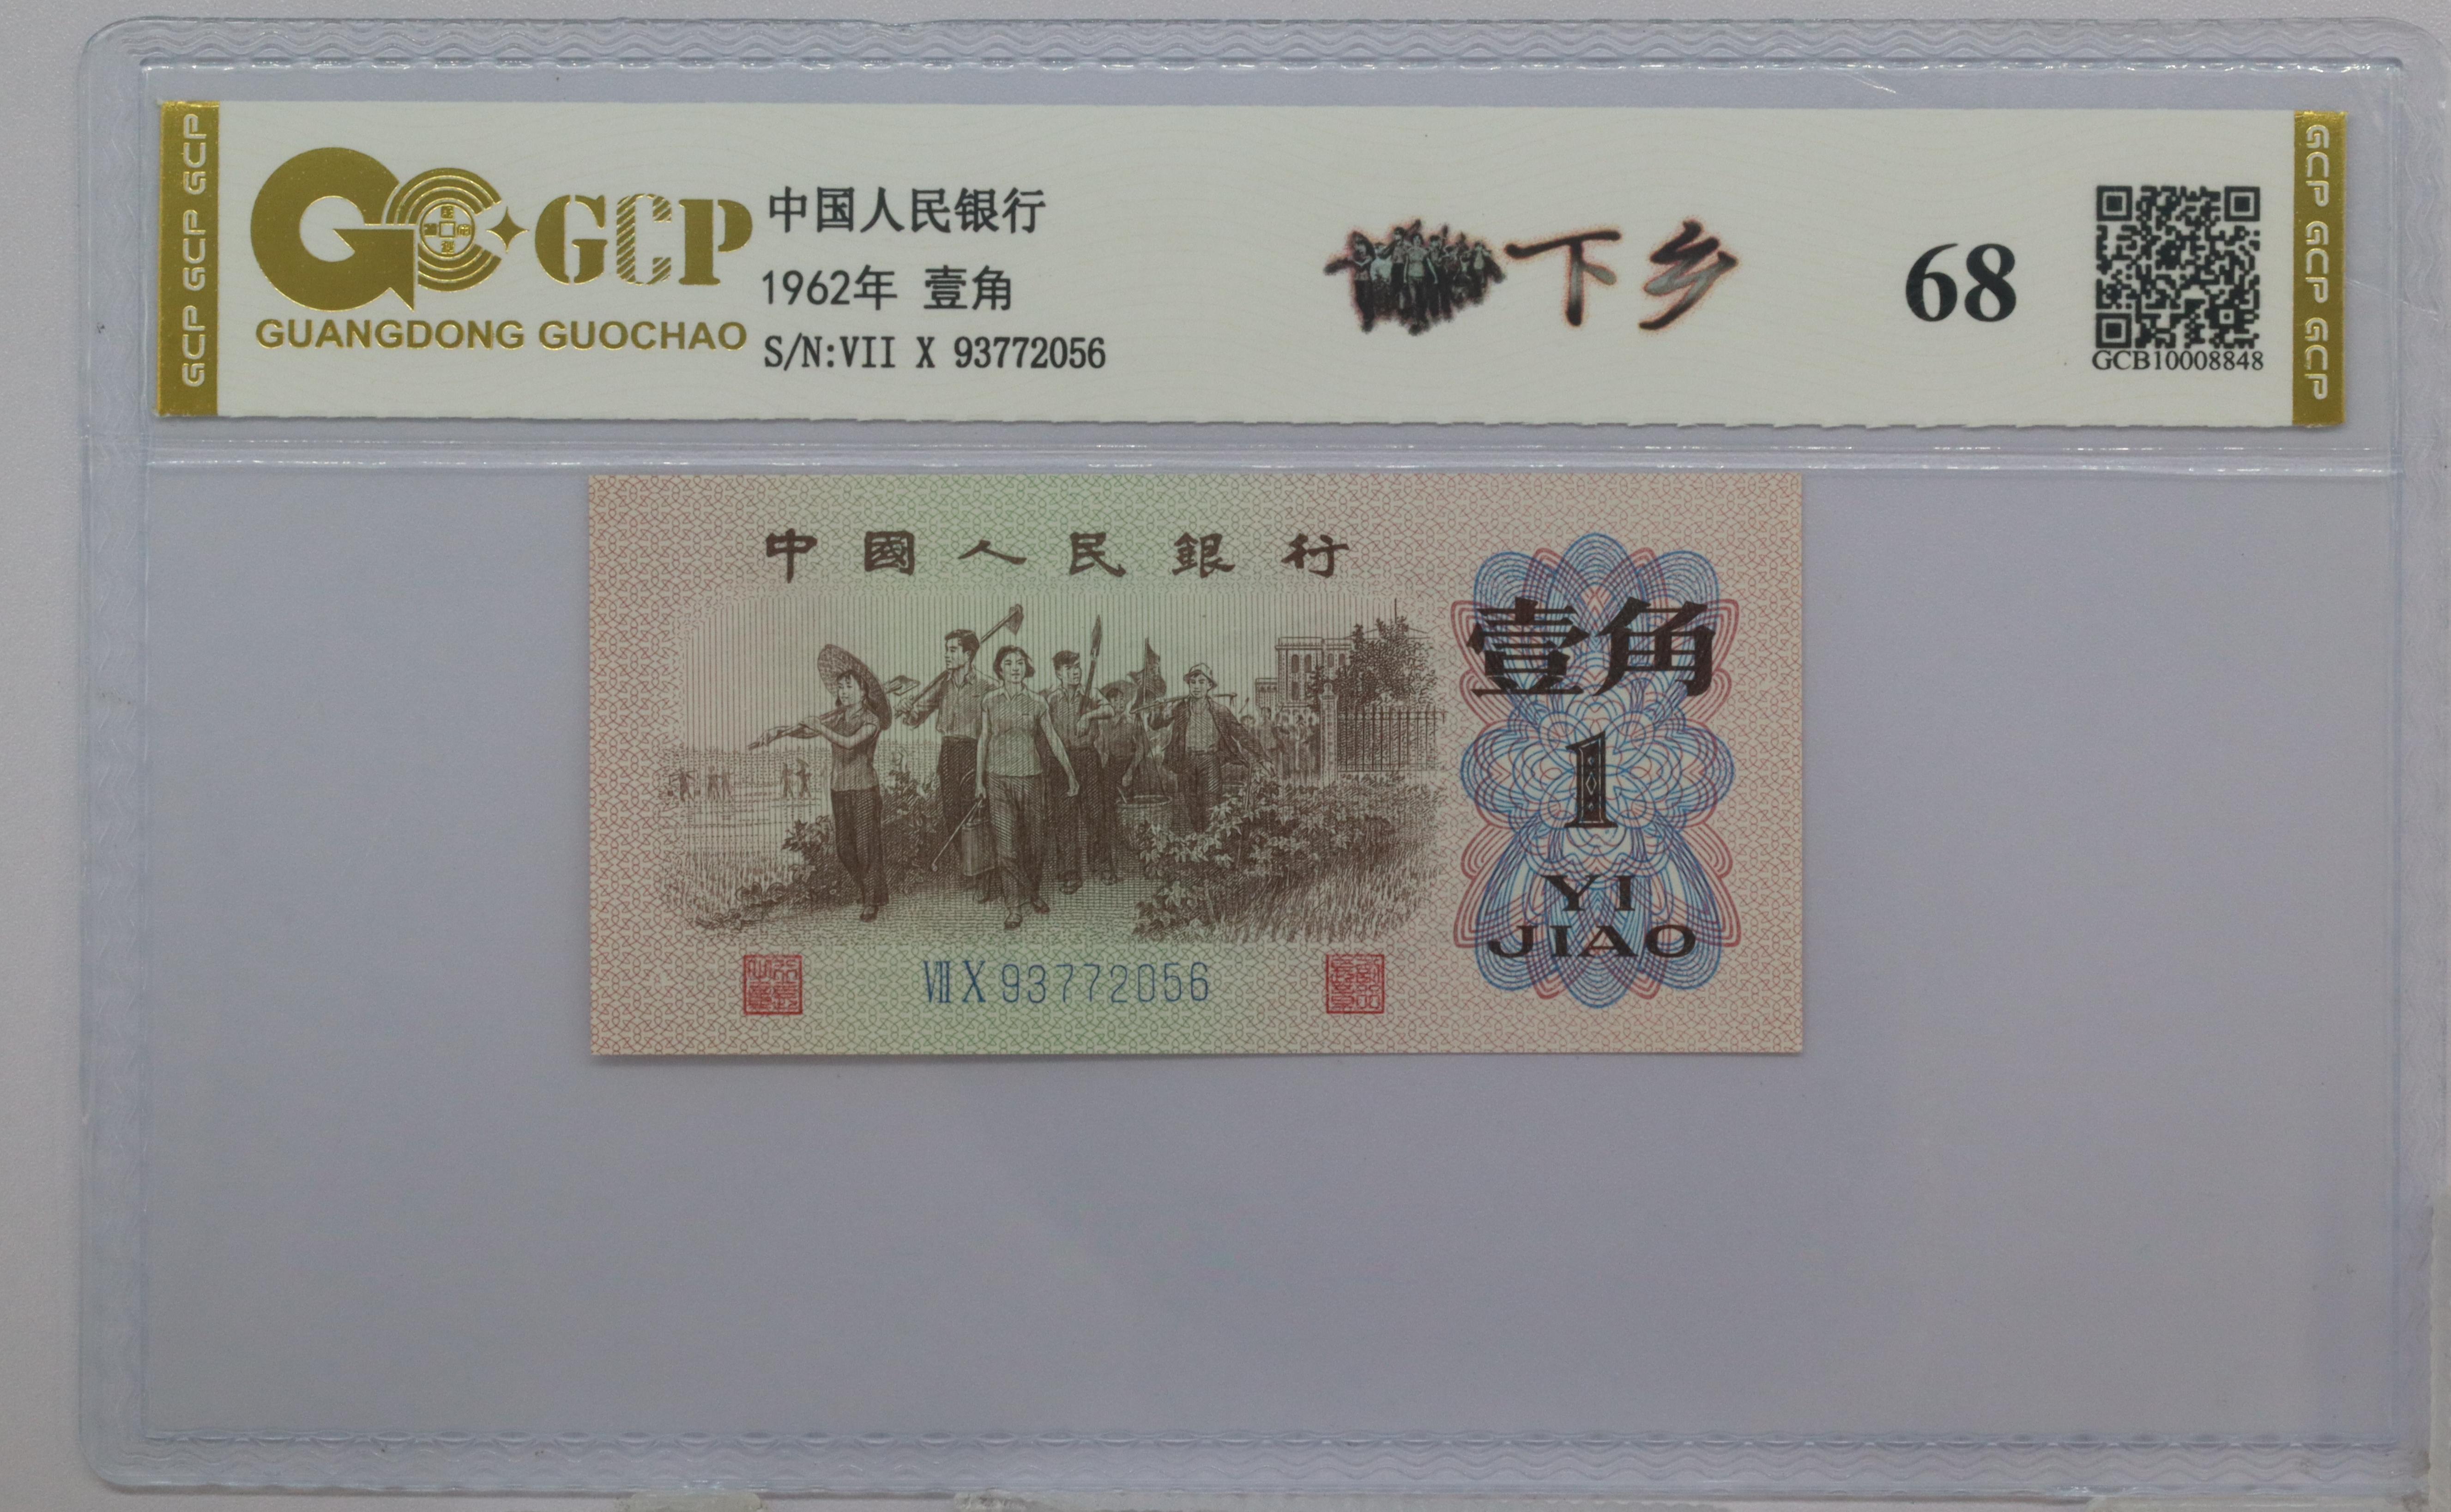 GCP GCP GCP
GCP
GUANGDONG GUOCHAO
中国人民银行
1962年 壹角
S/N:VII X 93772056
下乡
68
GCB10008848
GCP GCP GCP
中國人民銀行
壹角
1
YI
JIAO
VII X 93772056